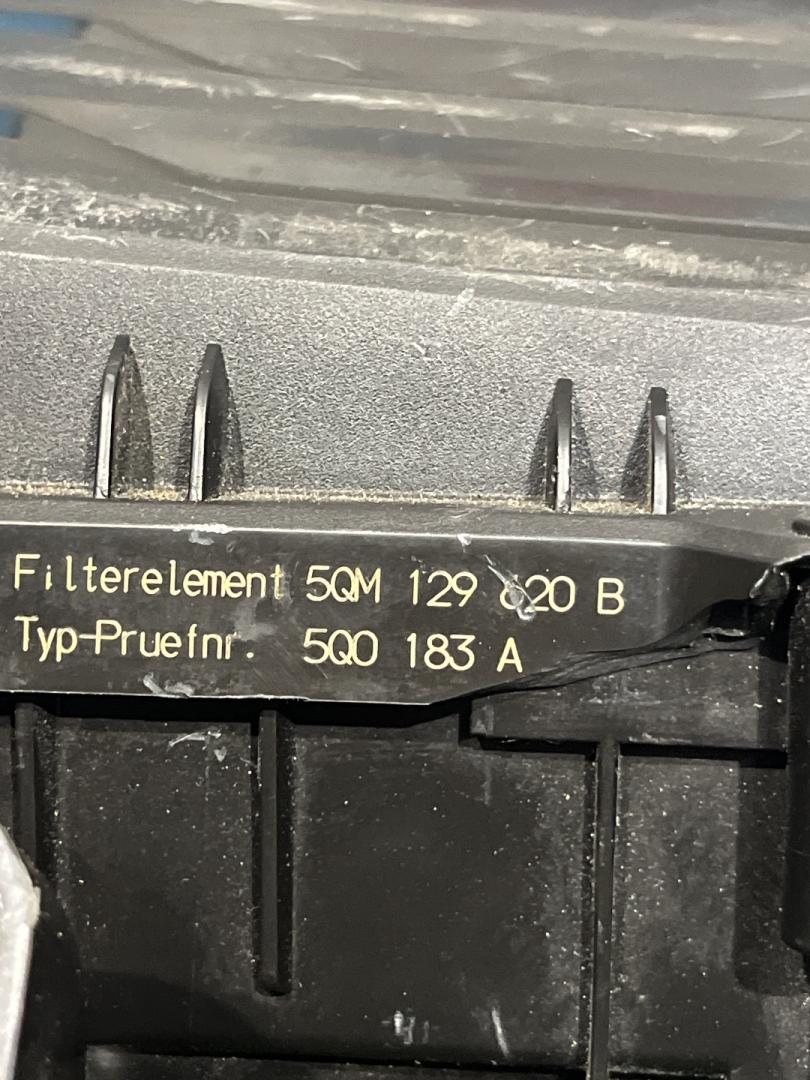 Filterelement 5QM 129 620 B
Typ-Pruefnr. 5Q0 183 A